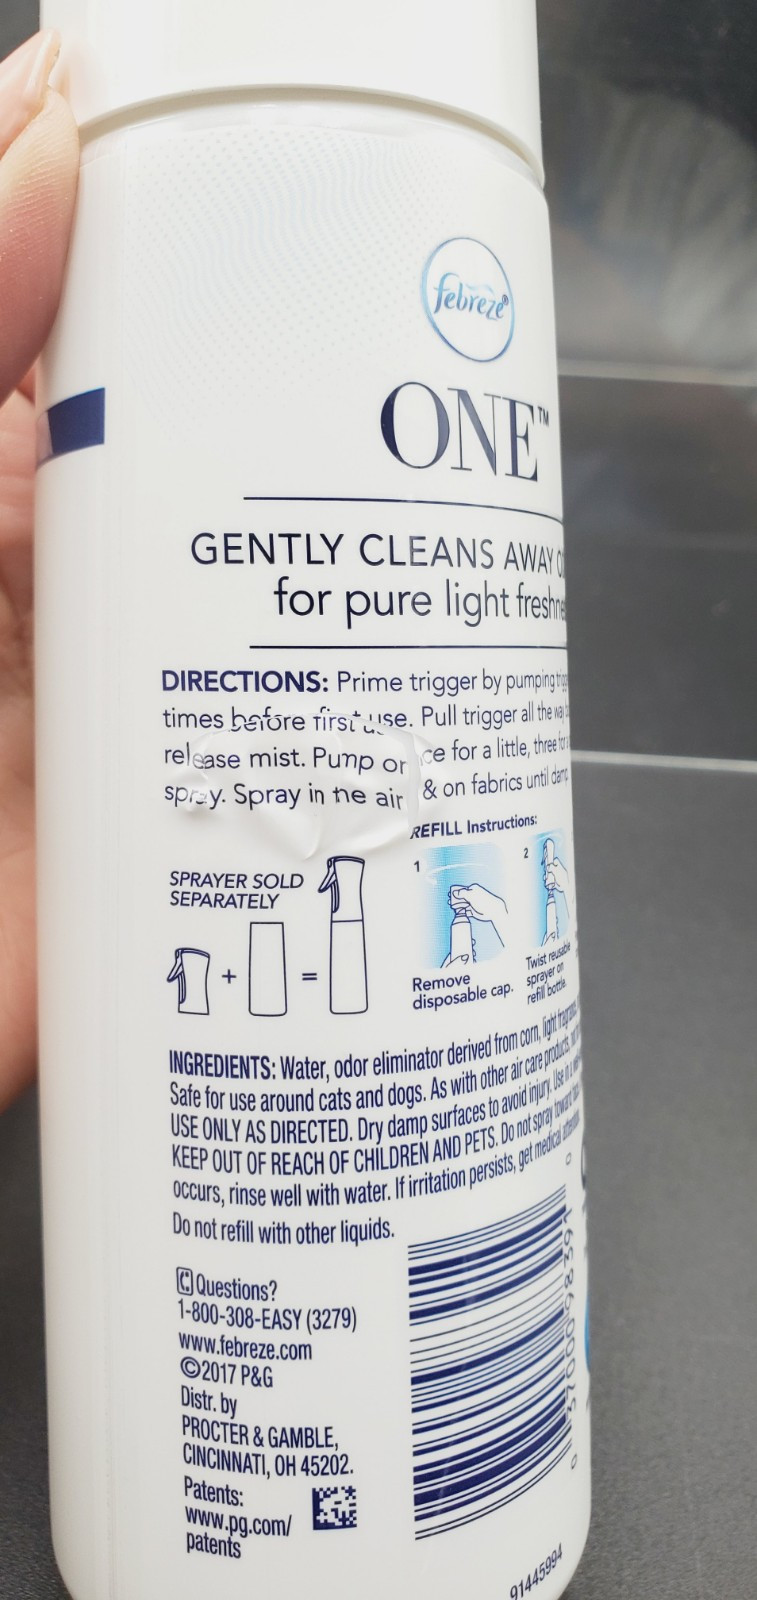 febreze®
ONE™
GENTLY CLEANS AWAY
for pure light
DIRECTIONS: Prime trigger by pumping
times before first use. Pull trigger all the way
release mist. Pump or ce for a little, three for
spray. Spray in the air & on fabrics until damp
REFILL Instructions:
SPRAYER SOLD
SEPARATELY
+ =
1
2
Remove
disposable cap.
Twist reusable
sprayer on
refill bottle.
INGREDIENTS: Water, odor eliminator derived from corn, light
Safe for use around cats and dogs. As with other air care products,
USE ONLY AS DIRECTED. Dry damp surfaces to avoid injury. Use in a
KEEP OUT OF REACH OF CHILDREN AND PETS. Do not spray toward
occurs, rinse well with water. If irritation persists, get medical
Do not refill with other liquids.
Questions?
1-800-308-EASY (3279)
www.febreze.com
©2017 P&G
Distr. by
PROCTER & GAMBLE,
CINCINNATI, OH 45202.
Patents:
www.pg.com/
patents
0 37000 98391 0
91445994